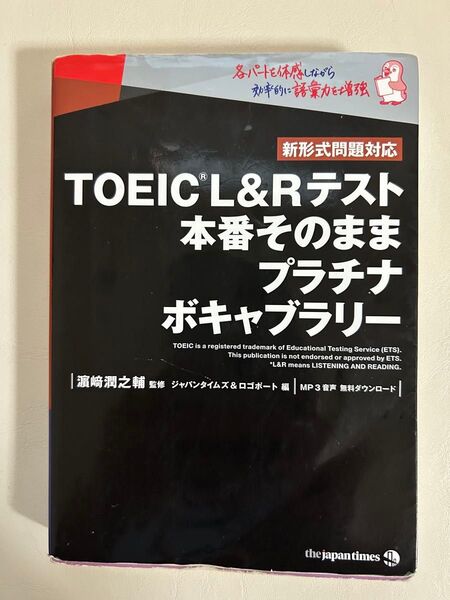 各パートを体感しながら
効率的に語彙力を増強
新形式問題対応
TOEIC® L&Rテスト
本番そのまま
プラチナ
ボキャブラリー
TOEIC is a registered trademark of Educational Testing Service (ETS).
This publication is not endorsed or approved by ETS.
*L&R means LISTENING AND READING.
濵﨑潤之輔 監修 ジャパンタイムズ&ロゴポート 編 MP3音声 無料ダウンロード
the japan times